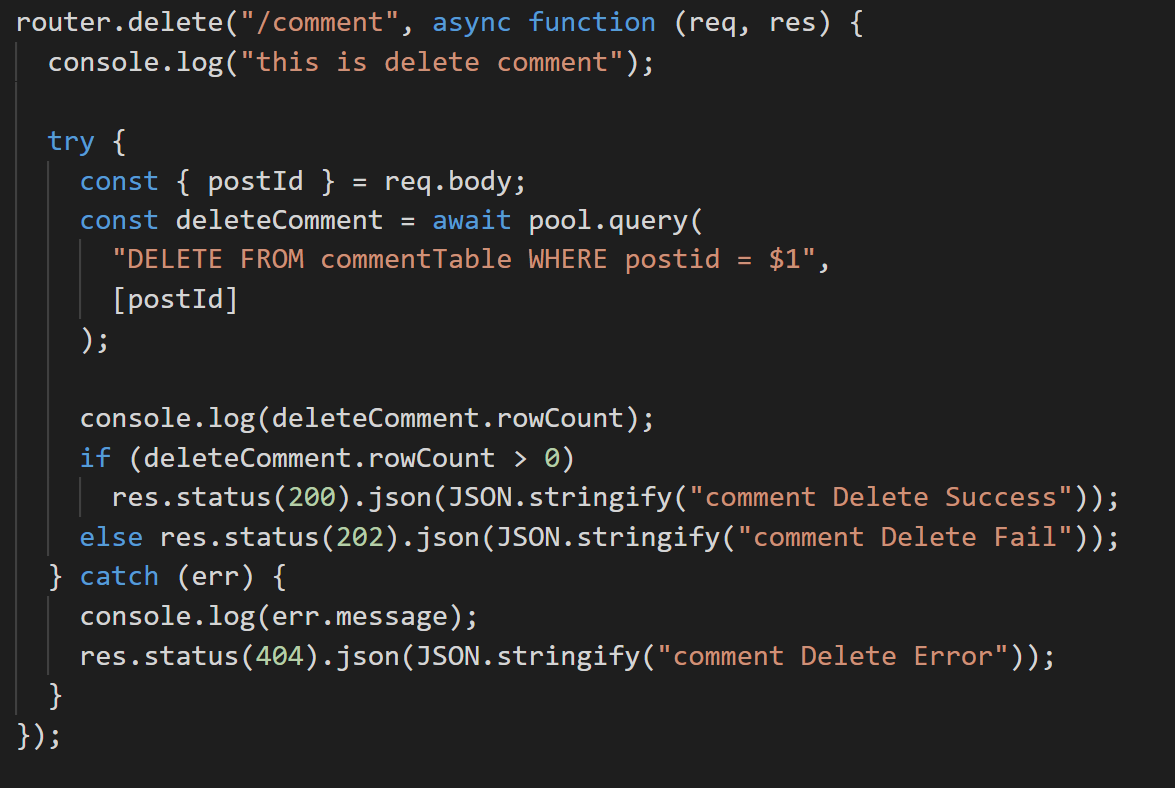 router.delete("/comment", async function (req, res) {
  console.log("this is delete comment");

  try {
    const { postId } = req.body;
    const deleteComment = await pool.query(
      "DELETE FROM commentTable WHERE postid = $1",
      [postId]
    );

    console.log(deleteComment.rowCount);
    if (deleteComment.rowCount > 0)
      res.status(200).json(JSON.stringify("comment Delete Success"));
    else res.status(202).json(JSON.stringify("comment Delete Fail"));
  } catch (err) {
    console.log(err.message);
    res.status(404).json(JSON.stringify("comment Delete Error"));
  }
});